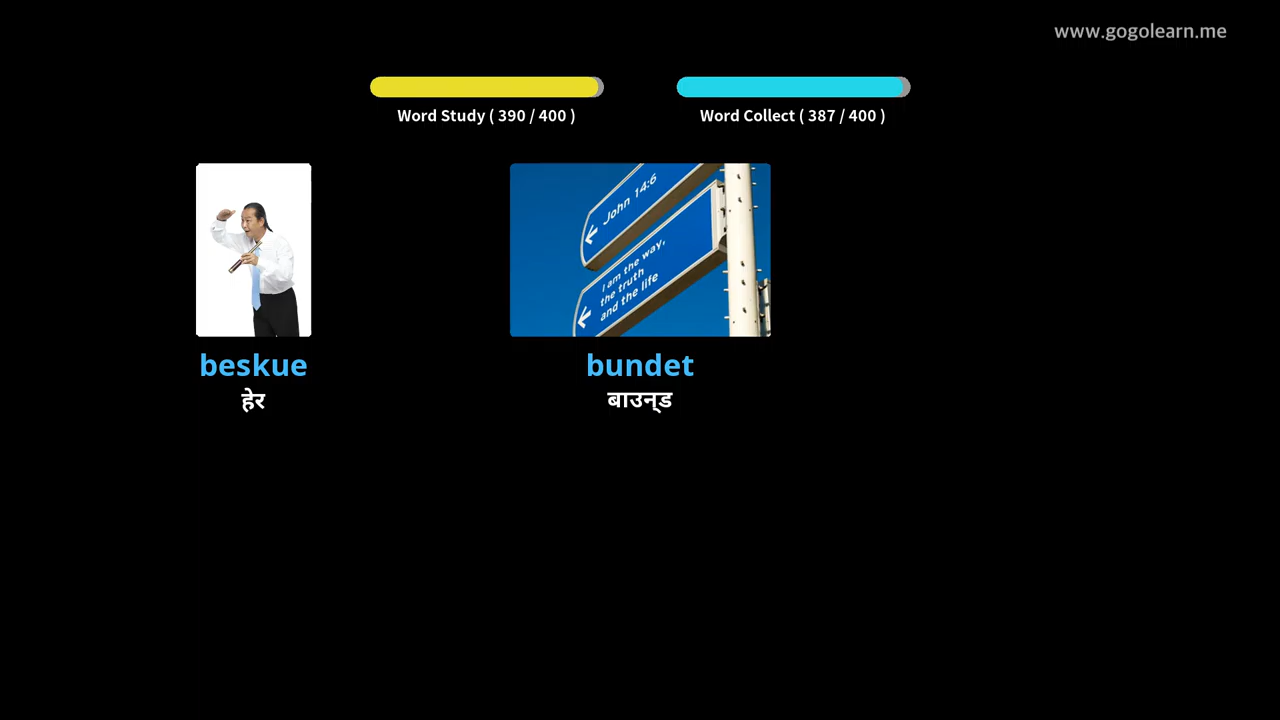 www.gogolearn.me
Word Study ( 390 / 400 )
Word Collect ( 387 / 400 )
John 14:6
I am the way,
the truth
and the life
beskue
हेर
bundet
बाउन्ड